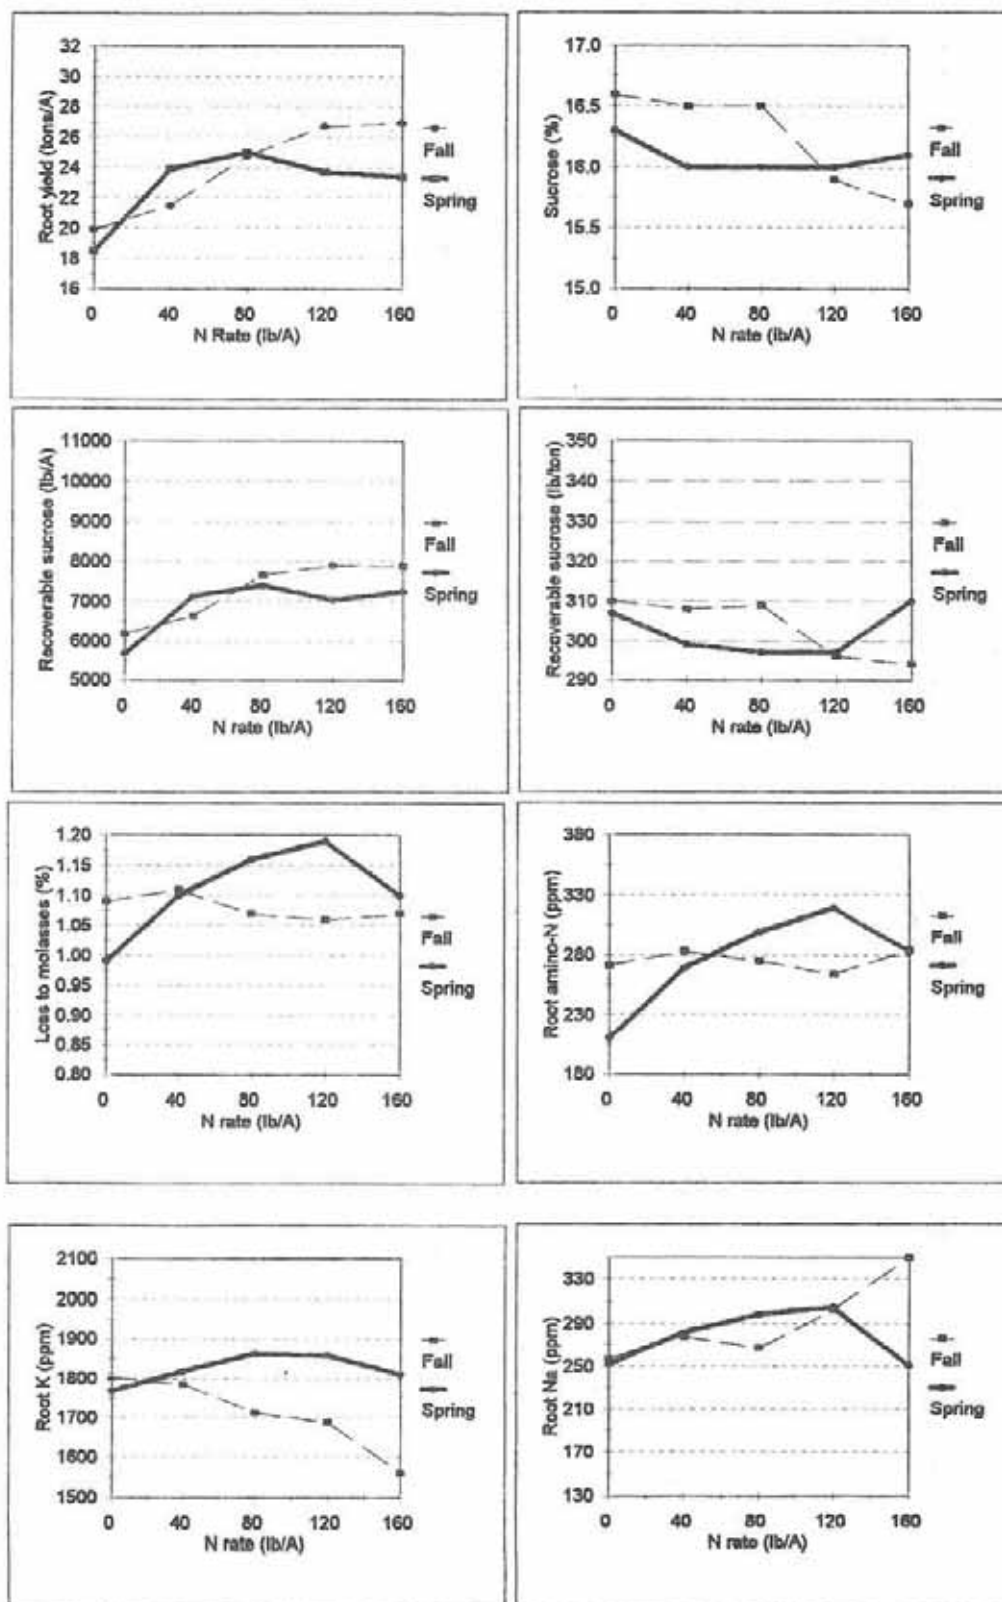 Root yield (tons/A)
32
30
28
26
24
22
20
18
16
0 40 80 120 160
N Rate (lb/A)
Fall
Spring
Sucrose (%)
17.0
16.5
18.0
15.5
15.0
0 40 80 120 160
N rate (lb/A)
Fall
Spring
Recoverable sucrose (lb/A)
11000
10000
9000
8000
7000
6000
5000
0 40 80 120 160
N rate (lb/A)
Fall
Spring
Recoverable sucrose (lb/ton)
350
340
330
320
310
300
290
0 40 80 120 160
N rate (lb/A)
Fall
Spring
Loss to molasses (%)
1.20
1.15
1.10
1.05
1.00
0.95
0.90
0.85
0.80
0 40 80 120 160
N rate (lb/A)
Fall
Spring
Root amino-N (ppm)
380
330
280
230
180
0 40 80 120 160
N rate (lb/A)
Fall
Spring
Root K (ppm)
2100
2000
1900
1800
1700
1600
1500
0 40 80 120 160
N rate (lb/A)
Fall
Spring
Root Na (ppm)
330
290
250
210
170
130
0 40 80 120 160
N rate (lb/A)
Fall
Spring